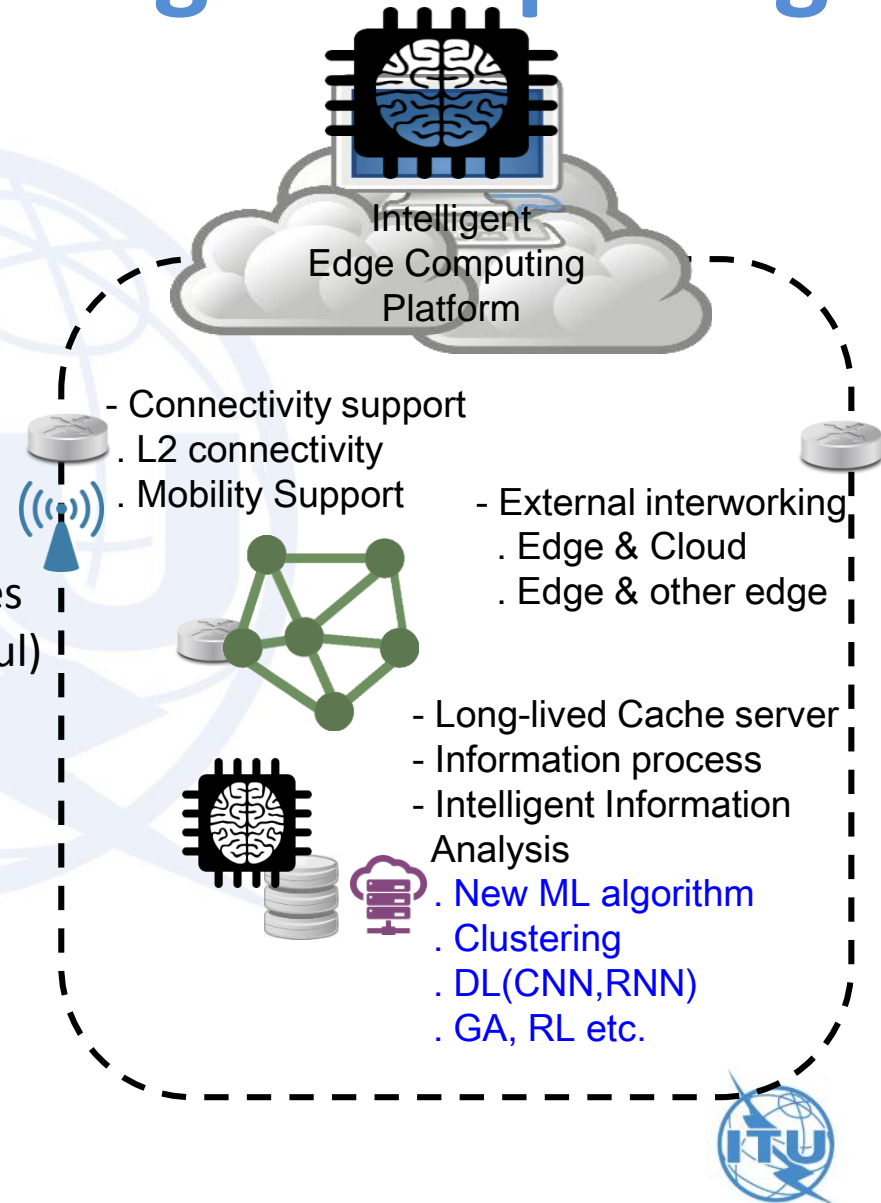 Intelligent
Edge Computing
Platform
- Connectivity support
. L2 connectivity
. Mobility Support
- External interworking
. Edge & Cloud
. Edge & other edge
- Long-lived Cache server
- Information process
- Intelligent Information
Analysis
. New ML algorithm
. Clustering
. DL(CNN,RNN)
. GA, RL etc.
ITU